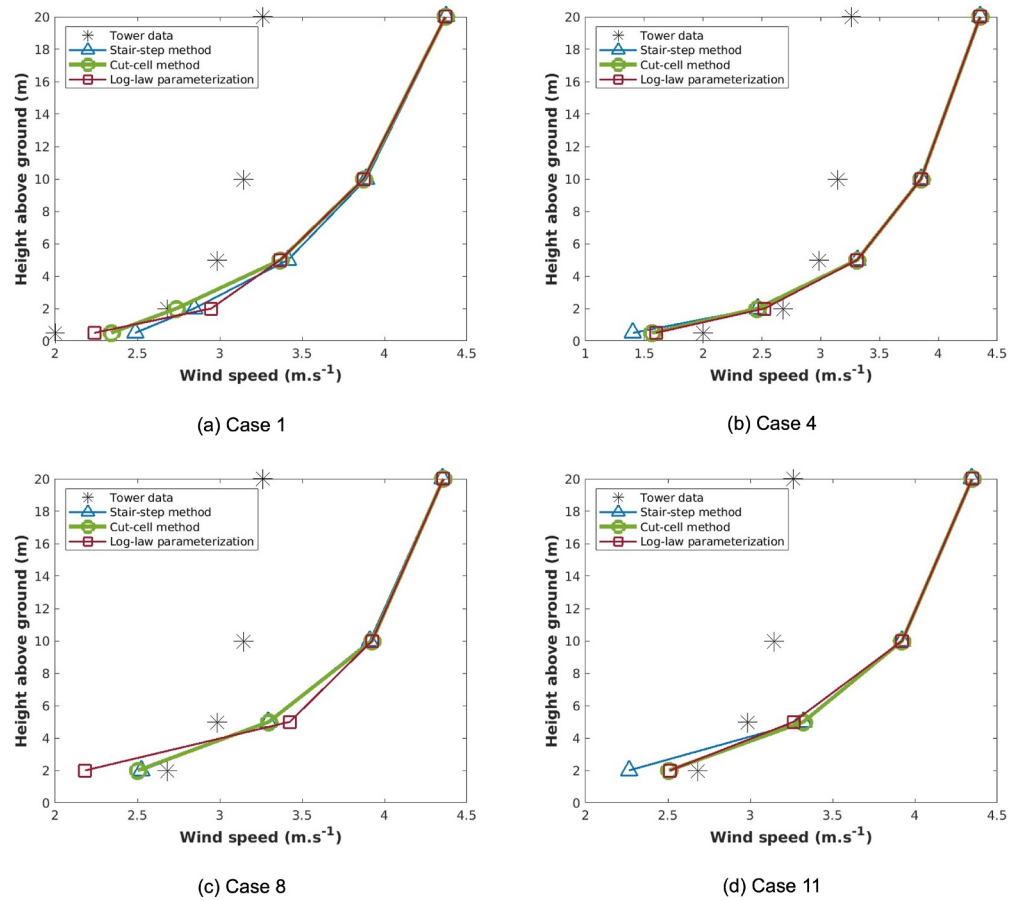 20
18
16
14
12
10
8
6
4
2
0
Height above ground (m)
Tower data
Stair-step method
Cut-cell method
Log-law parameterization
2 2.5 3 3.5 4 4.5
Wind speed (m.s-1)
(a) Case 1
20
18
16
14
12
10
8
6
4
2
0
Height above ground (m)
Tower data
Stair-step method
Cut-cell method
Log-law parameterization
1 1.5 2 2.5 3 3.5 4 4.5
Wind speed (m.s-1)
(b) Case 4
20
18
16
14
12
10
8
6
4
2
0
Height above ground (m)
Tower data
Stair-step method
Cut-cell method
Log-law parameterization
2 2.5 3 3.5 4 4.5
Wind speed (m.s-1)
(c) Case 8
20
18
16
14
12
10
8
6
4
2
0
Height above ground (m)
Tower data
Stair-step method
Cut-cell method
Log-law parameterization
2 2.5 3 3.5 4 4.5
Wind speed (m.s-1)
(d) Case 11